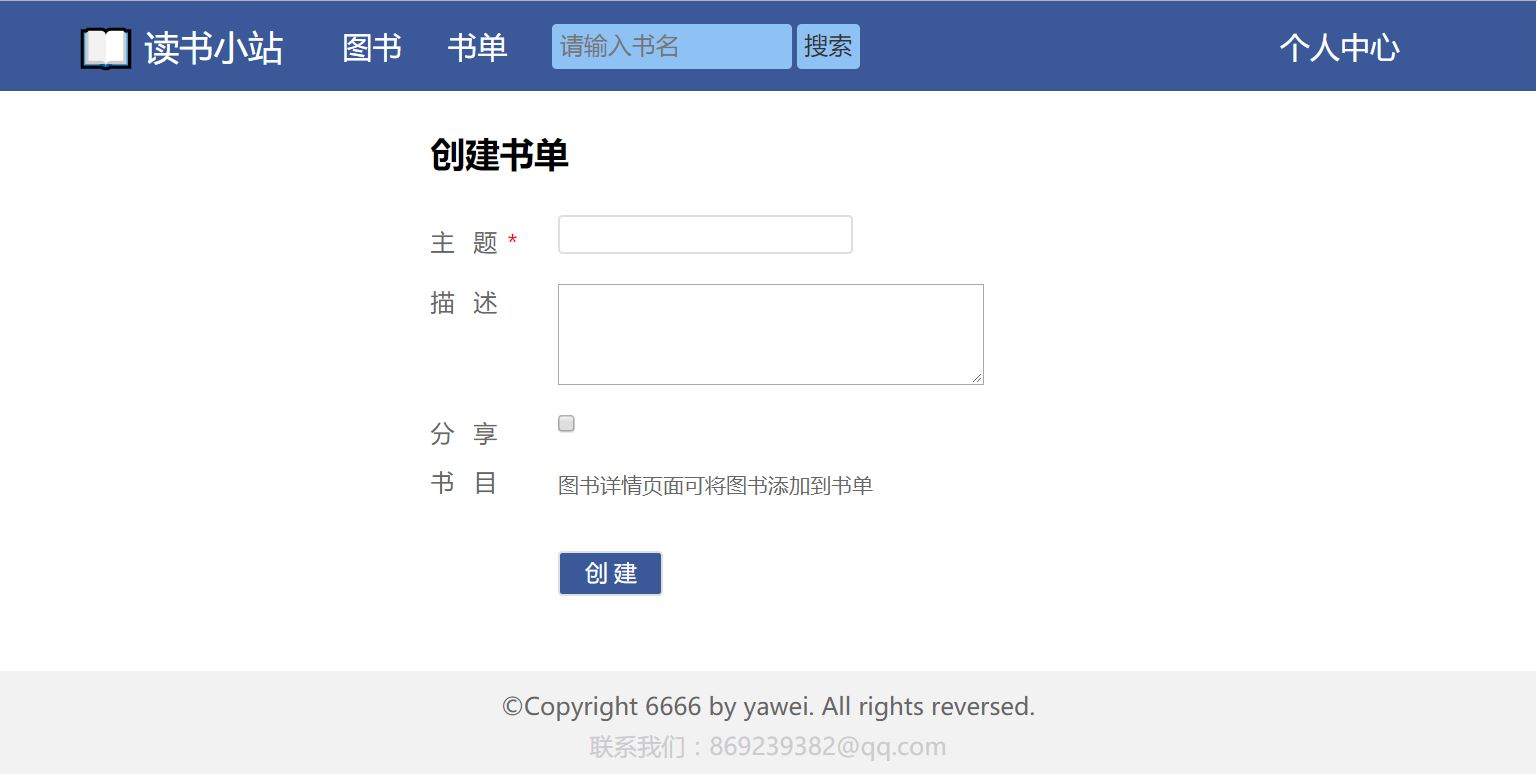 读书小站 图书 书单 请输入书名 搜索 个人中心
创建书单
主 题 *
描 述
分 享
书 目 图书详情页面可将图书添加到书单
创 建
©Copyright 6666 by yawei. All rights reversed.
联系我们：869239382@qq.com